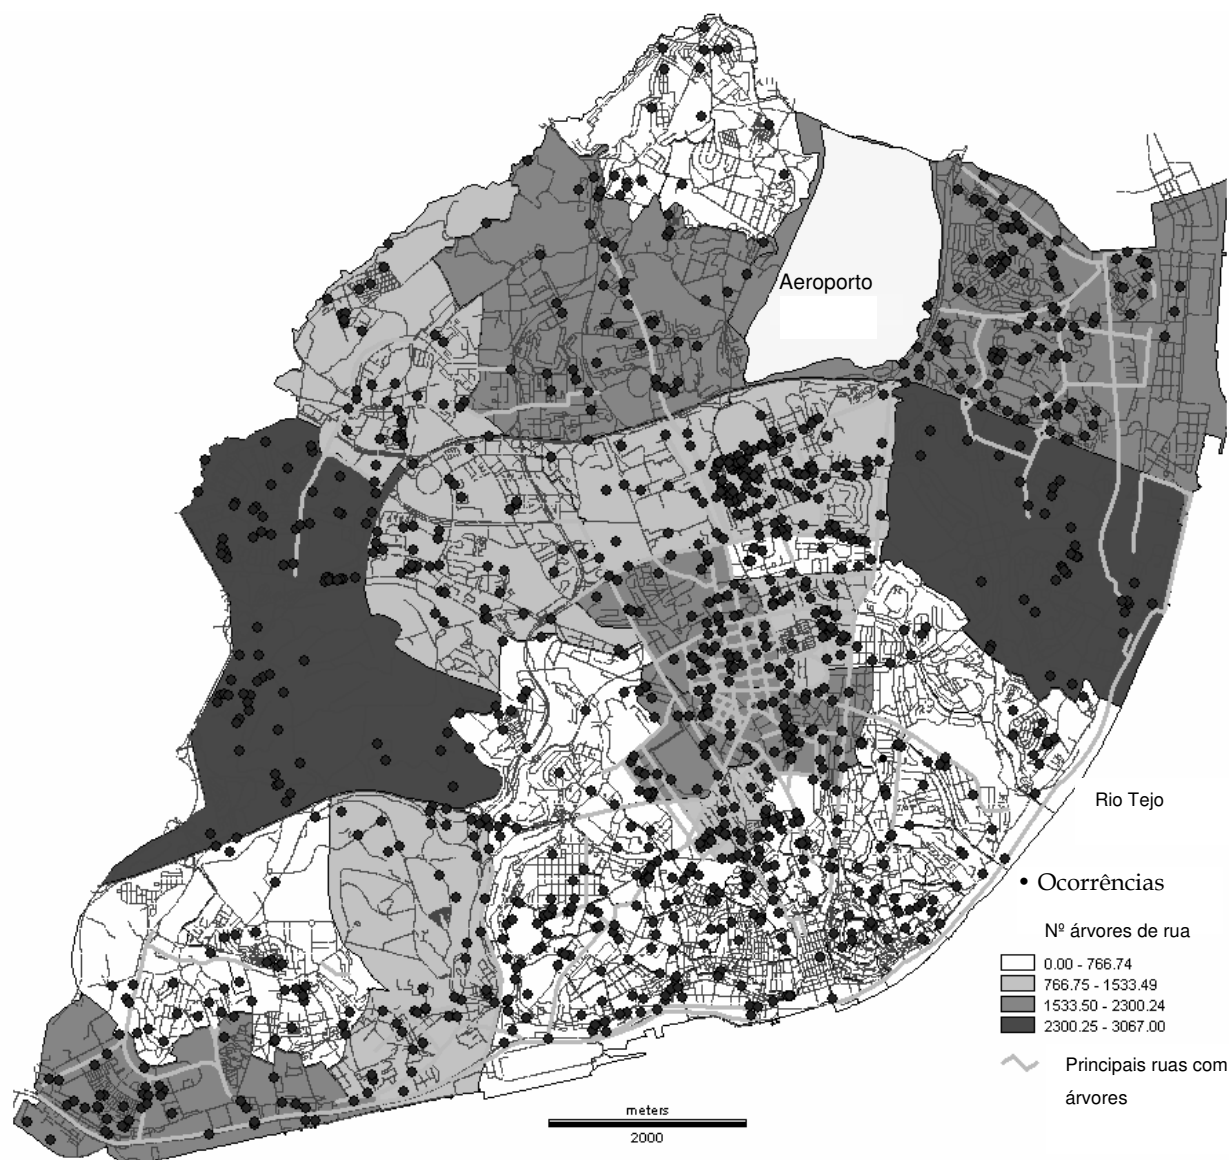 Aeroporto
Rio Tejo
• Ocorrências
Nº árvores de rua
0.00 - 766.74
766.75 - 1533.49
1533.50 - 2300.24
2300.25 - 3067.00
Principais ruas com
árvores
meters
2000